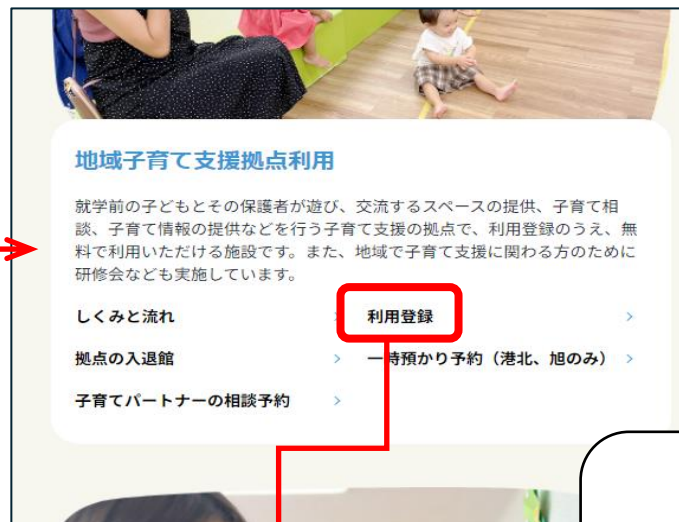 地域子育て支援拠点利用
就学前の子どもとその保護者が遊び、交流するスペースの提供、子育て相
談、子育て情報の提供などを行う子育て支援の拠点で、利用登録のうえ、無
料で利用いただける施設です。また、地域で子育て支援に関わる方のために
研修会なども実施しています。
しくみと流れ
利用登録
拠点の入退館
一時預かり予約（港北、旭のみ）
子育てパートナーの相談予約